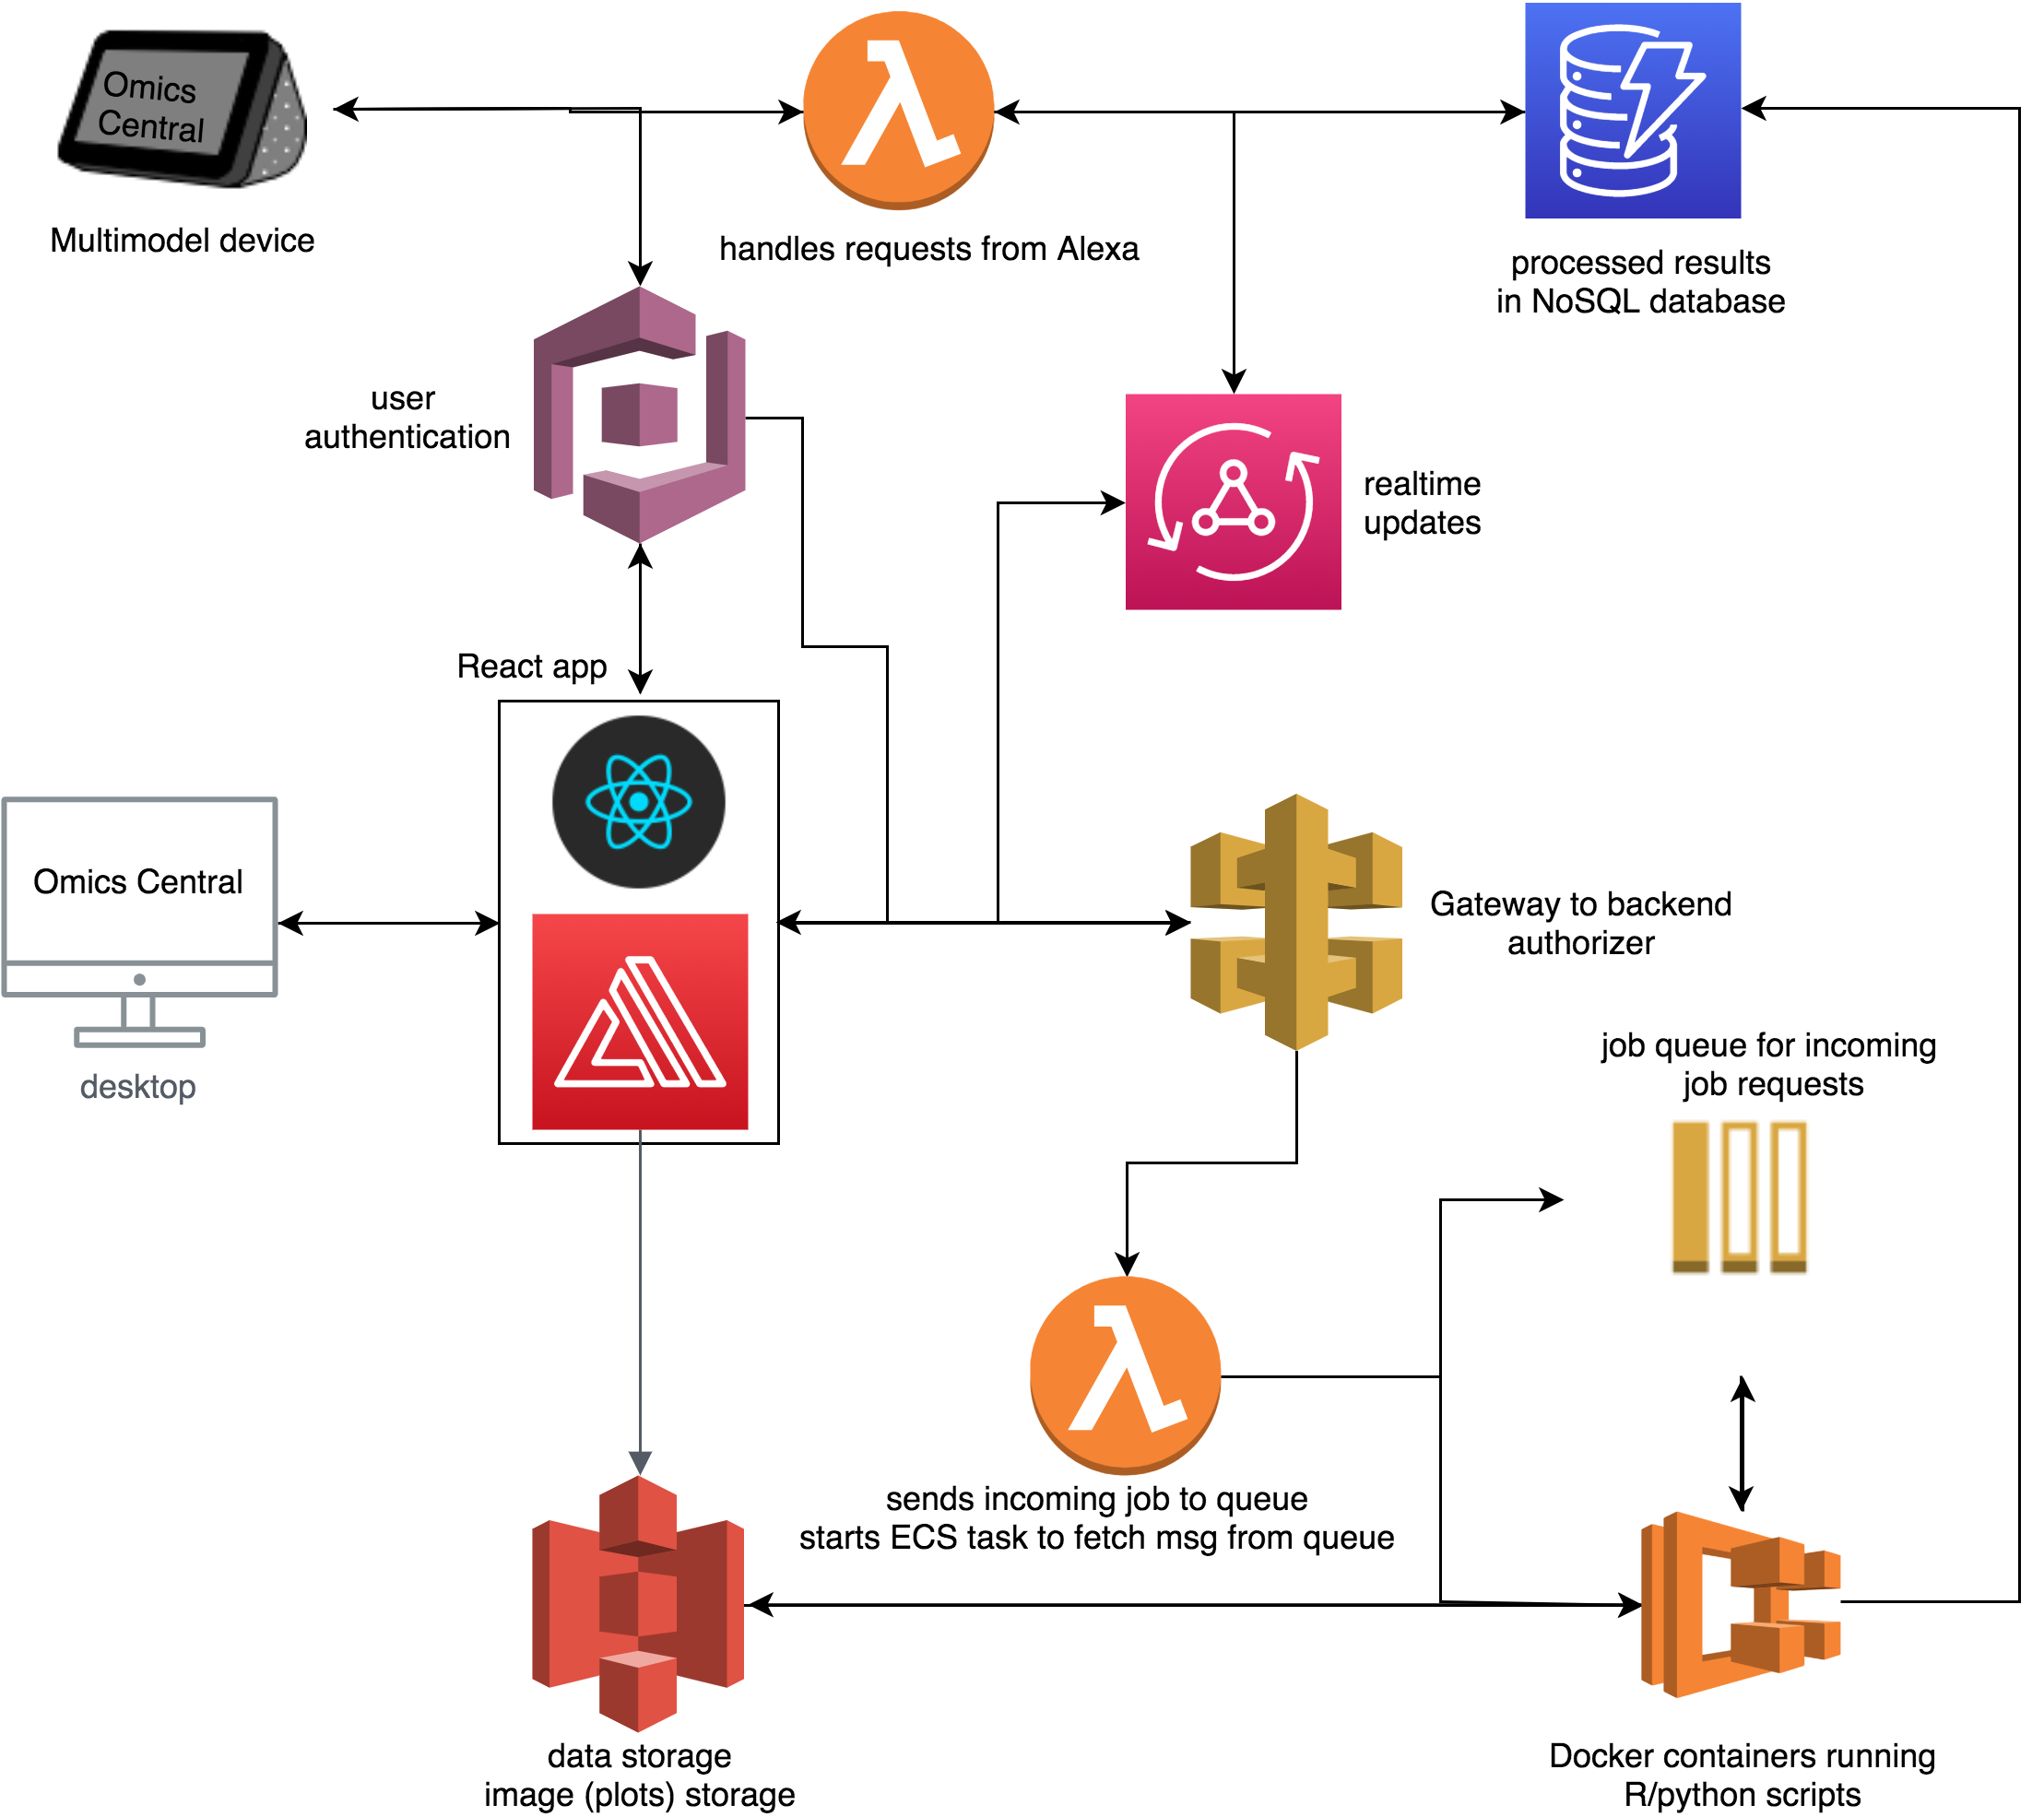 Omics
Central
Multimodel device
handles requests from Alexa
processed results
in NoSQL database
user
authentication
realtime
updates
React app
Omics Central
desktop
Gateway to backend
authorizer
job queue for incoming
job requests
sends incoming job to queue
starts ECS task to fetch msg from queue
data storage
image (plots) storage
Docker containers running
R/python scripts